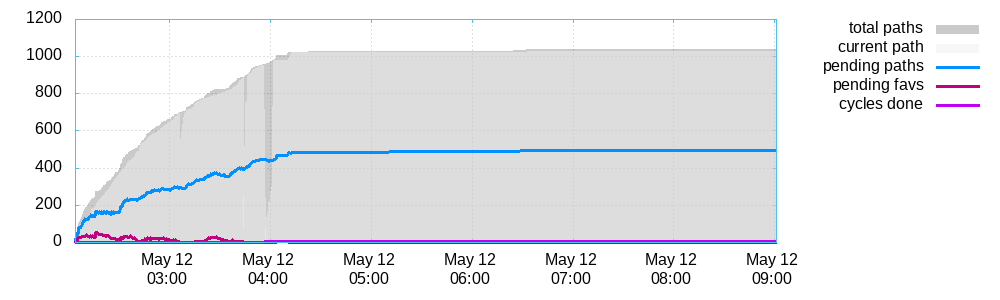 1200
1000
800
600
400
200
0
May 12
03:00
May 12
04:00
May 12
05:00
May 12
06:00
May 12
07:00
May 12
08:00
May 12
09:00
total paths
current path
pending paths
pending favs
cycles done